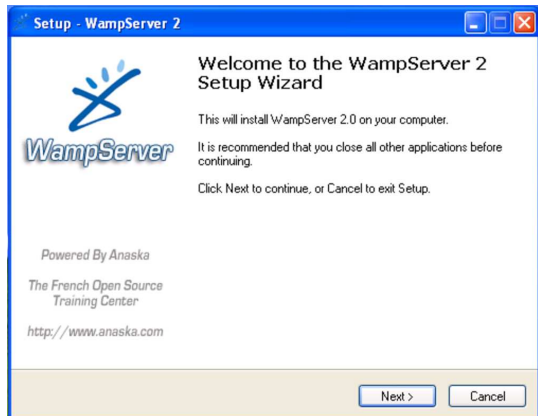 Setup - WampServer 2
Welcome to the WampServer 2
Setup Wizard
This will install WampServer 2.0 on your computer.
It is recommended that you close all other applications before
continuing.
Click Next to continue, or Cancel to exit Setup.
WampServer
Powered By Anaska
The French Open Source
Training Center
http://www.anaska.com
Next >
Cancel